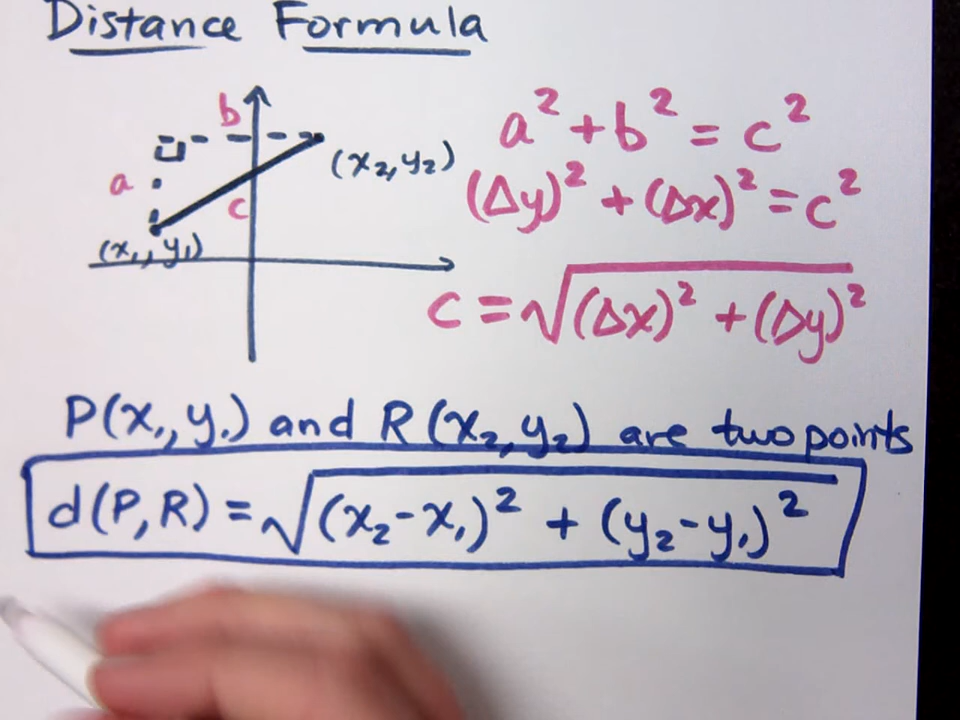 Distance Formula
b
a
c
(x₂, y₂)
(x₁, y₁)
a² + b² = c²
(Δy)² + (Δx)² = c²
c = √((Δx)² + (Δy)²)
P(x₁, y₁) and R(x₂, y₂) are two points
d(P, R) = √((x₂ - x₁)² + (y₂ - y₁)²)